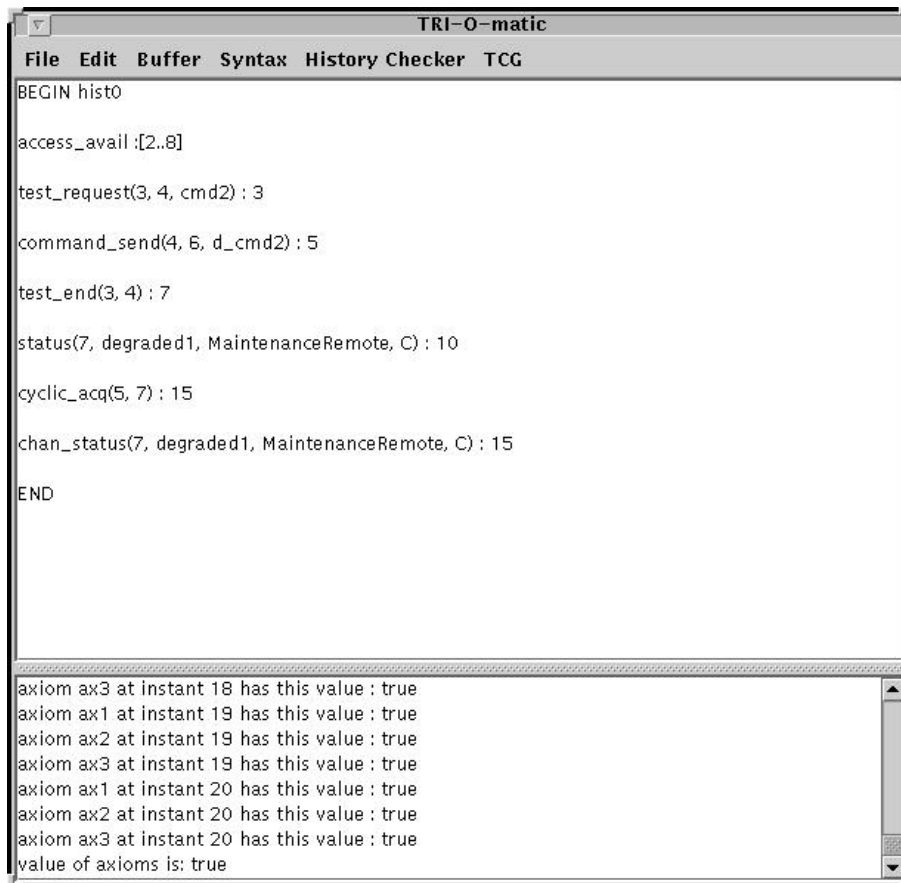 TRI-O-matic
File Edit Buffer Syntax History Checker TCG
BEGIN hist0
access_avail :[2..8]
test_request(3, 4, cmd2) : 3
command_send(4, 6, d_cmd2) : 5
test_end(3, 4) : 7
status(7, degraded1, MaintenanceRemote, C) : 10
cyclic_acq(5, 7) : 15
chan_status(7, degraded1, MaintenanceRemote, C) : 15
END
axiom ax3 at instant 18 has this value : true
axiom ax1 at instant 19 has this value : true
axiom ax2 at instant 19 has this value : true
axiom ax3 at instant 19 has this value : true
axiom ax1 at instant 20 has this value : true
axiom ax2 at instant 20 has this value : true
axiom ax3 at instant 20 has this value : true
value of axioms is: true